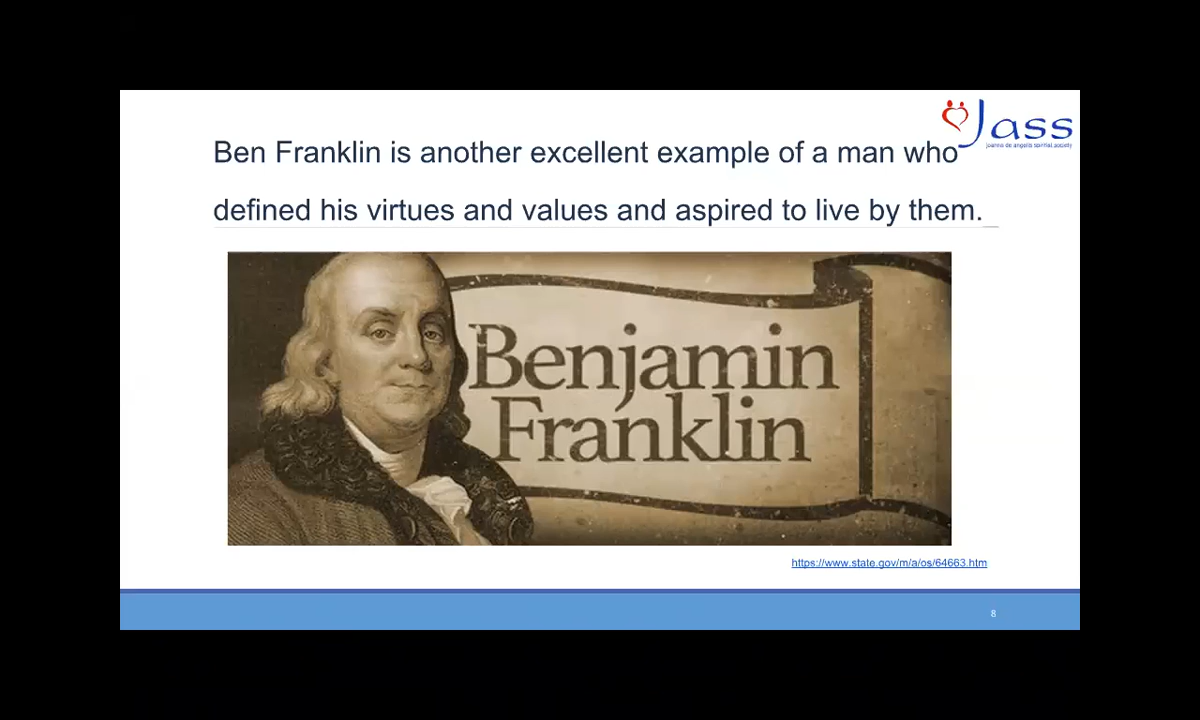 Jass
joanna de angelis spiritist society
Ben Franklin is another excellent example of a man who
defined his virtues and values and aspired to live by them.
Benjamin
Franklin
https://www.state.gov/m/a/os/64663.htm
8